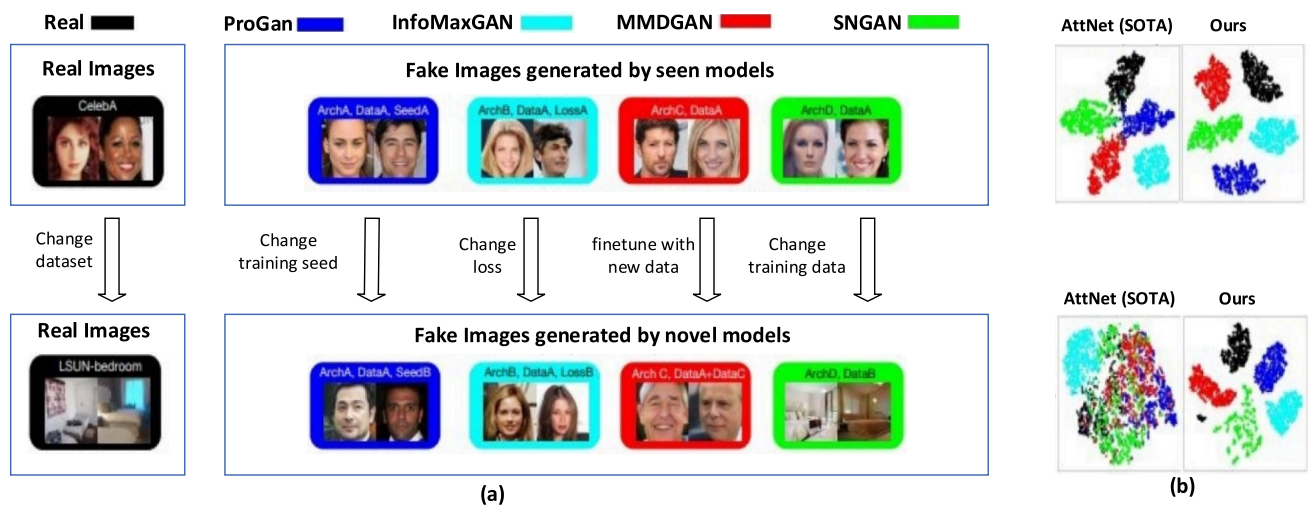 Real
ProGan
InfoMaxGAN
MMDGAN
SNGAN
AttNet (SOTA)
Ours
Real Images
CelebA
Fake Images generated by seen models
ArchA, DataA, SeedA
ArchB, DataA, LossA
ArchC, DataA
ArchD, DataA
Change
dataset
Change
training seed
Change
loss
finetune with
new data
Change
training data
AttNet (SOTA)
Ours
Real Images
LSUN-bedroom
Fake Images generated by novel models
ArchA, DataA, SeedB
ArchB, DataA, LossB
Arch C, DataA+DataC
ArchD, DataB
(a)
(b)